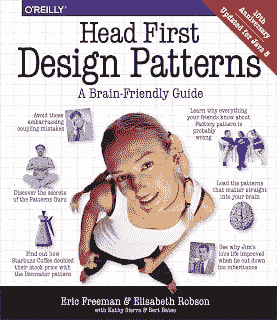 O'REILLY®
10th Anniversary
Updated for Java 8
Head First
Design Patterns
A Brain-Friendly Guide
Avoid those
embarrassing
coupling mistakes
Learn why everything
your friends know about
Factory pattern is
probably
wrong
Discover the secrets
of the Patterns Guru
Load the patterns
that matter straight
into your brain
Find out how
Starbuzz Coffee doubled
their stock price with
the Decorator pattern
See why Jim's
love life improved
when he cut down
his inheritance
Eric Freeman & Elisabeth Robson
with Kathy Sierra & Bert Bates